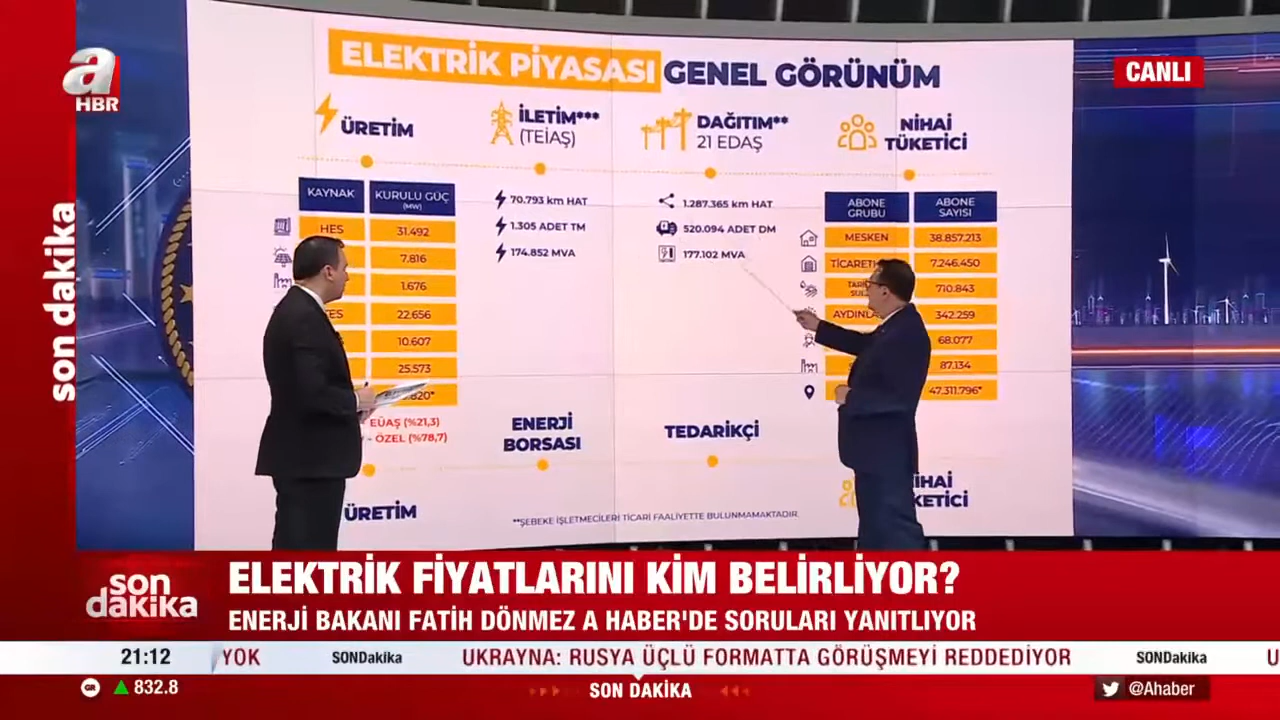 a
HBR
CANLI
son dakika
ELEKTRİK PİYASASI GENEL GÖRÜNÜM
ÜRETİM
İLETİM***
(TEİAŞ)
DAĞITIM**
21 EDAŞ
NİHAİ
TÜKETİCİ
KAYNAK
KURULU GÜÇ
(MW)
HES
31.492
7.816
1.676
22.656
10.607
25.573
EÜAŞ (%21,3)
- ÖZEL (%78,7)
70.793 km HAT
1.305 ADET TM
174.852 MVA
1.287.365 km HAT
520.094 ADET DM
177.102 MVA
ABONE
GRUBU
ABONE
SAYISI
MESKEN
38.857.213
7.246.450
710.843
342.259
68.077
87.134
47.311.796*
ENERJİ
BORSASI
TEDARİKÇİ
ÜRETİM
**ŞEBEKE İŞLETMECİLERİ TİCARİ FAALİYETTE BULUNMAMAKTADIR.
son
dakika
ELEKTRİK FİYATLARINI KİM BELİRLİYOR?
ENERJİ BAKANI FATİH DÖNMEZ A HABER'DE SORULARI YANITLIYOR
21:12
YOK
SONDakika
UKRAYNA: RUSYA ÜÇLÜ FORMATTA GÖRÜŞMEYİ REDDEDİYOR
SONDakika
U
GR
832.8
SON DAKİKA
@Ahaber